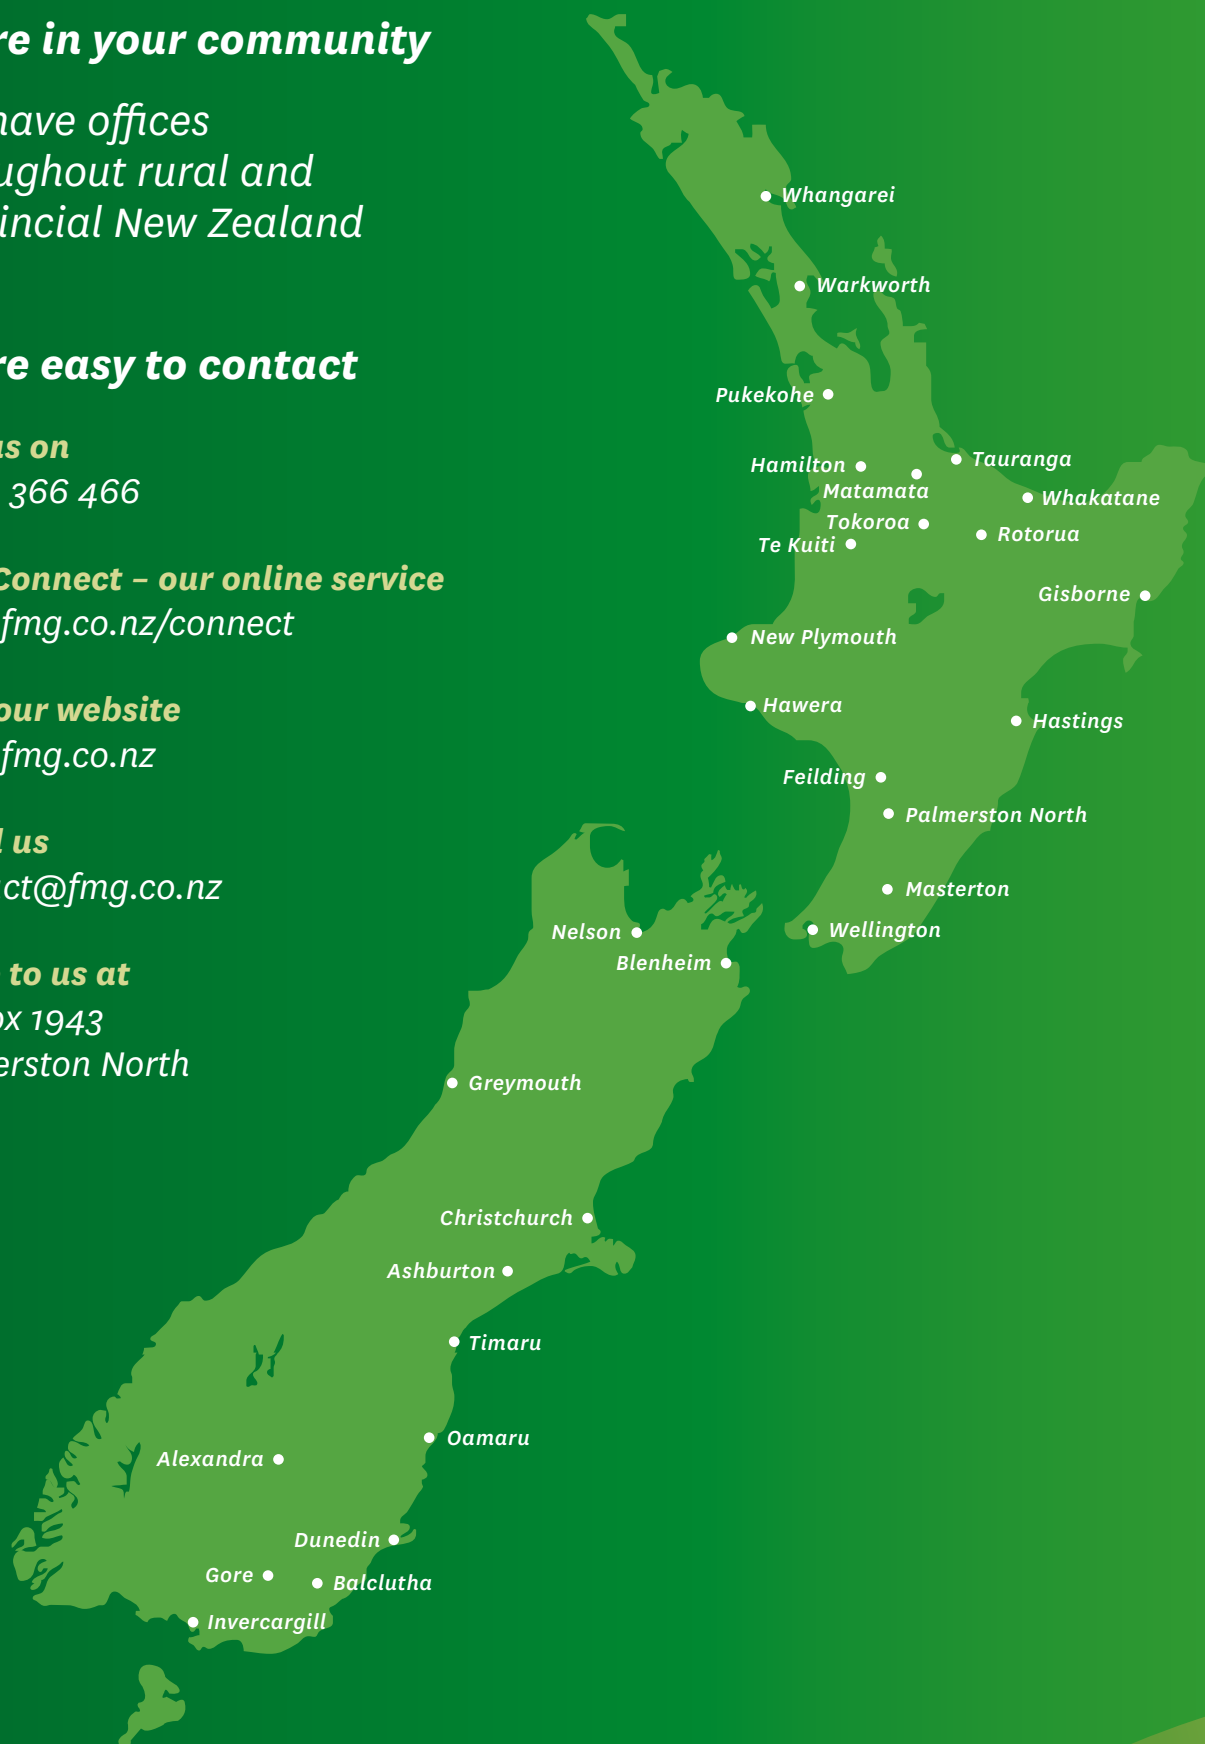 re in your community
have offices
ughout rural and
incial New Zealand
re easy to contact
us on
366 466
Connect – our online service
fmg.co.nz/connect
our website
fmg.co.nz
l us
act@fmg.co.nz
to us at
ox 1943
erston North
Whangarei
Warkworth
Pukekohe
Hamilton
Tauranga
Matamata
Whakatane
Tokoroa
Rotorua
Te Kuiti
Gisborne
New Plymouth
Hawera
Hastings
Feilding
Palmerston North
Masterton
Wellington
Nelson
Blenheim
Greymouth
Christchurch
Ashburton
Timaru
Oamaru
Alexandra
Dunedin
Gore
Balclutha
Invercargill